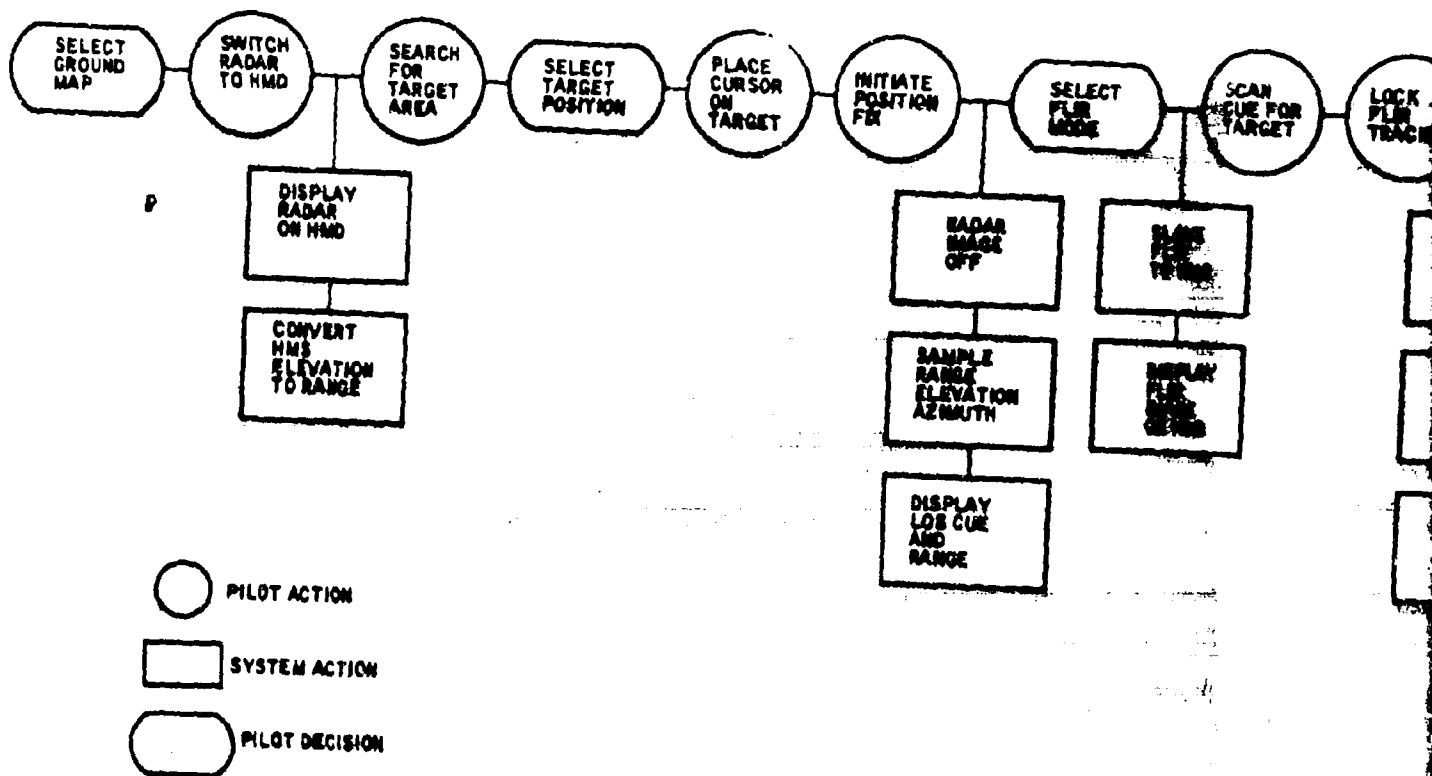 SELECT
GROUND
MAP
SWITCH
RADAR
TO HMD
SEARCH
FOR
TARGET
AREA
SELECT
TARGET
POSITION
PLACE
CURSOR
ON
TARGET
INITIATE
POSITION
FIX
SELECT
FLIR
MODE
SCAN
CUE FOR
TARGET
LOCK
FLIR
DISPLAY
RADAR
ON HMD
CONVERT
HMS
ELEVATION
TO RANGE
RADAR
IMAGE
OFF
SAMPLE
RANGE
ELEVATION
AZIMUTH
DISPLAY
LOS CUE
AND
RANGE
SLAVE
FLIR
TO
DISPLAY
FLIR
PILOT ACTION
SYSTEM ACTION
PILOT DECISION